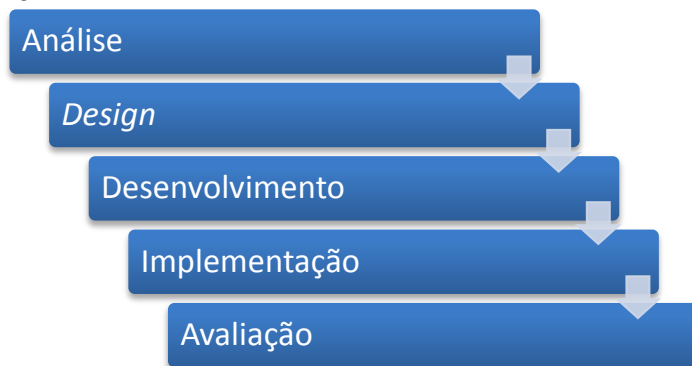 Análise
Design
Desenvolvimento
Implementação
Avaliação